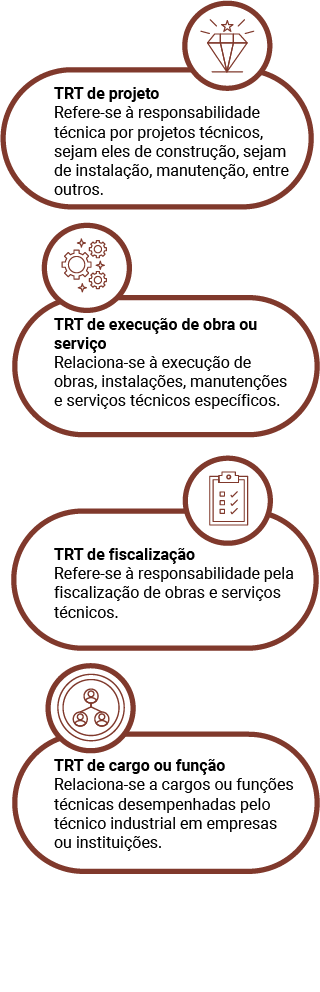 TRT de projeto
Refere-se à responsabilidade
técnica por projetos técnicos,
sejam eles de construção, sejam
de instalação, manutenção, entre
outros.
TRT de execução de obra ou
serviço
Relaciona-se à execução de
obras, instalações, manutenções
e serviços técnicos específicos.
TRT de fiscalização
Refere-se à responsabilidade pela
fiscalização de obras e serviços
técnicos.
TRT de cargo ou função
Relaciona-se a cargos ou funções
técnicas desempenhadas pelo
técnico industrial em empresas
ou instituições.